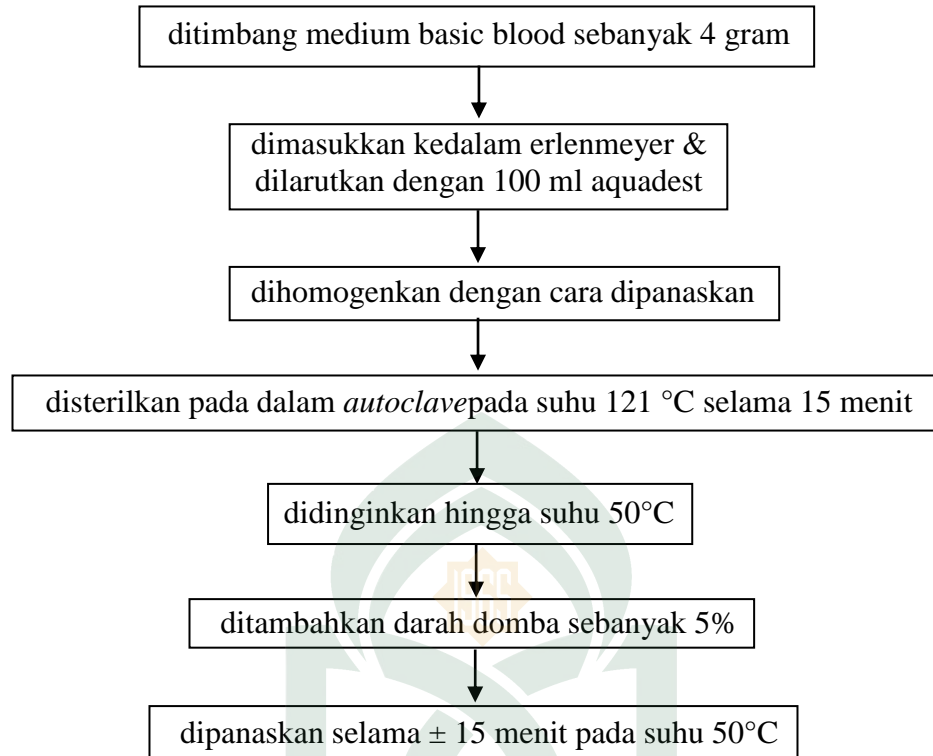 ditimbang medium basic blood sebanyak 4 gram
dimasukkan kedalam erlenmeyer &
dilarutkan dengan 100 ml aquadest
dihomogenkan dengan cara dipanaskan
disterilkan pada dalam autoclavepada suhu 121 °C selama 15 menit
didinginkan hingga suhu 50°C
ditambahkan darah domba sebanyak 5%
dipanaskan selama ± 15 menit pada suhu 50°C